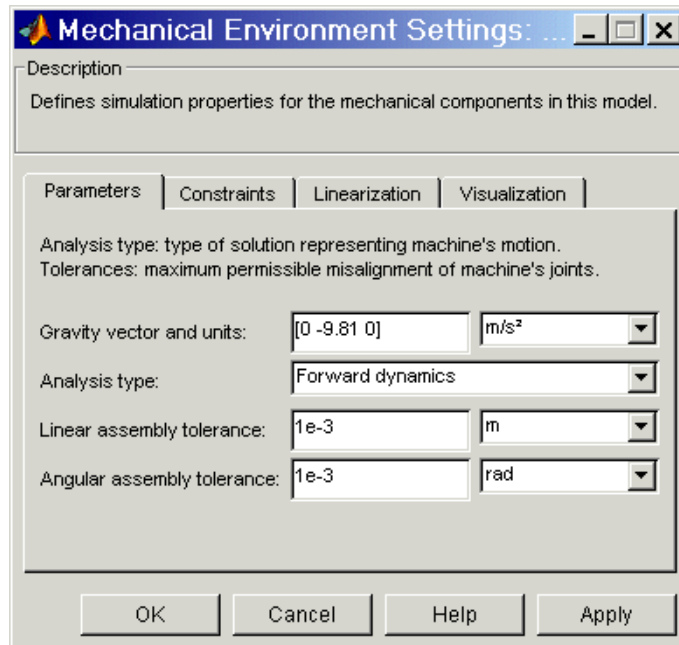 Mechanical Environment Settings: ...
Description
Defines simulation properties for the mechanical components in this model.
Parameters Constraints Linearization Visualization
Analysis type: type of solution representing machine's motion.
Tolerances: maximum permissible misalignment of machine's joints.
Gravity vector and units: [0 -9.81 0] m/s²
Analysis type: Forward dynamics
Linear assembly tolerance: 1e-3 m
Angular assembly tolerance: 1e-3 rad
OK Cancel Help Apply